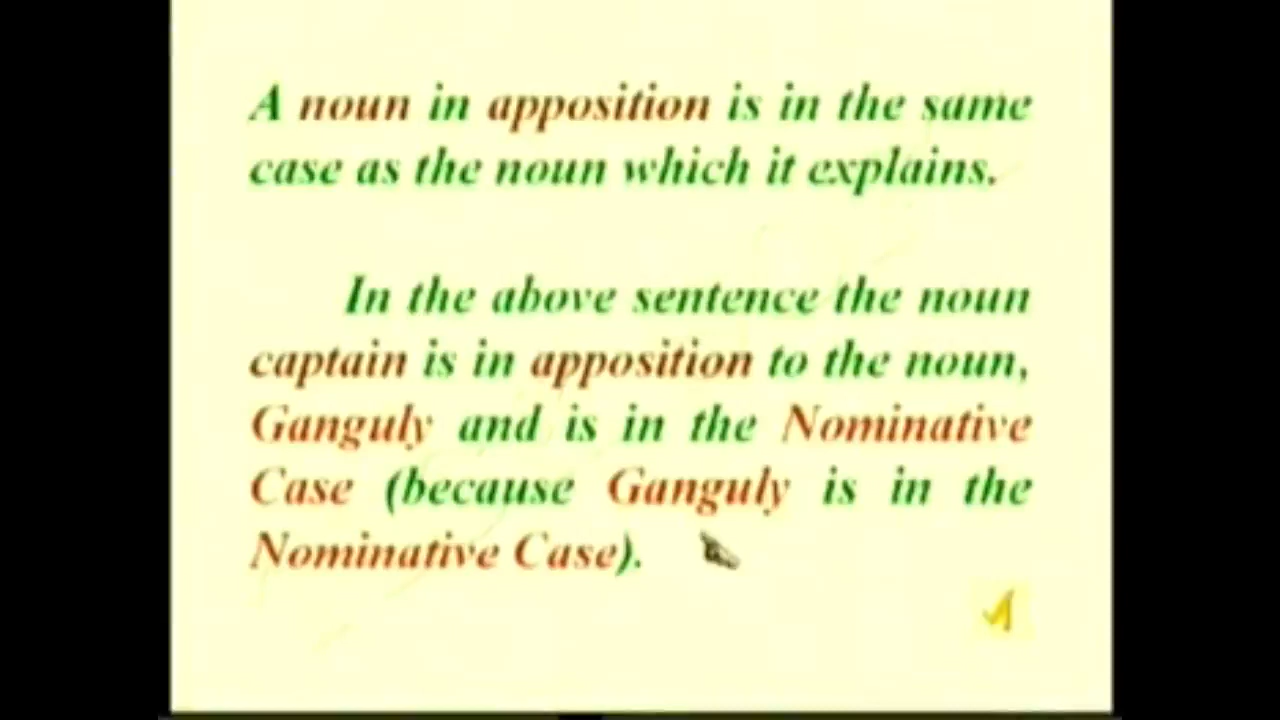 A noun in apposition is in the same
case as the noun which it explains.
In the above sentence the noun
captain is in apposition to the noun,
Ganguly and is in the Nominative
Case (because Ganguly is in the
Nominative Case).